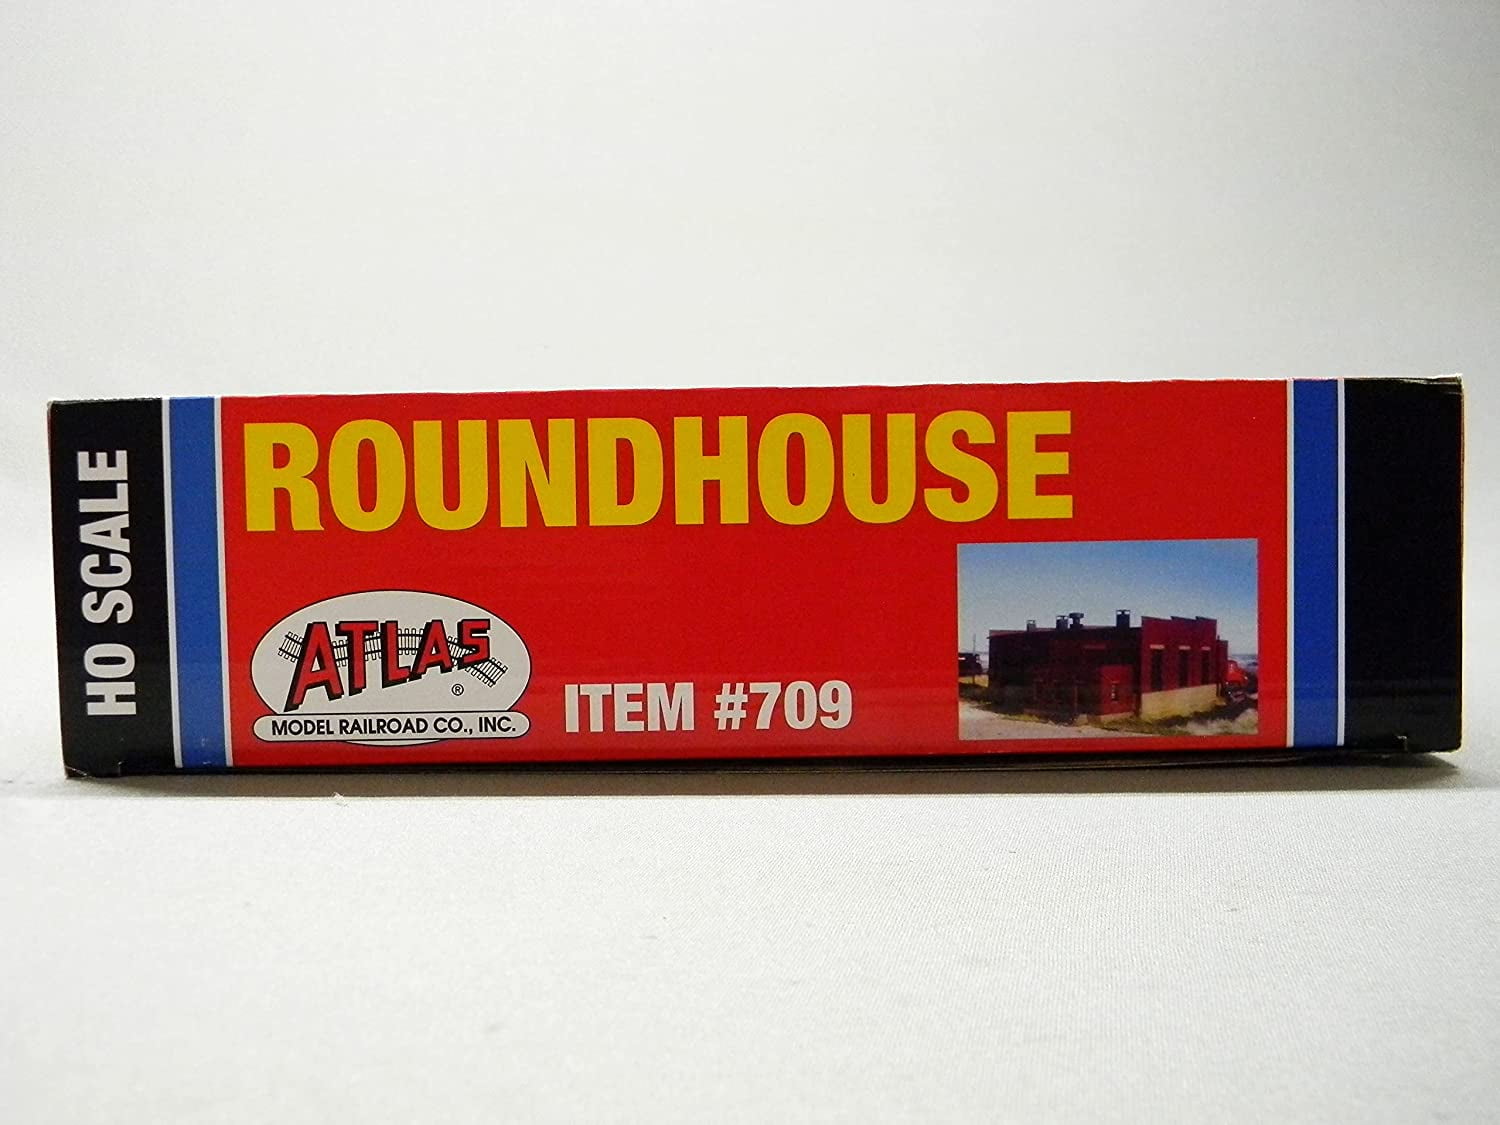 HO SCALE
ROUNDHOUSE
ATLAS ®
MODEL RAILROAD CO., INC.
ITEM #709